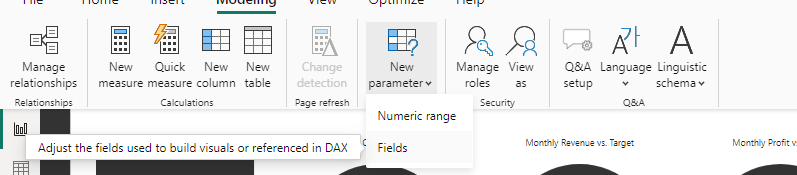 Home Insert Modeling View Optimize Help
Manage relationships
New measure
Quick measure
New column
New table
Change detection
New parameter
Manage roles
View as
Q&A setup
Language
Linguistic schema
Relationships
Calculations
Page refresh
Security
Q&A
Numeric range
Fields
Adjust the fields used to build visuals or referenced in DAX
Monthly Revenue vs. Target
Monthly Profit v